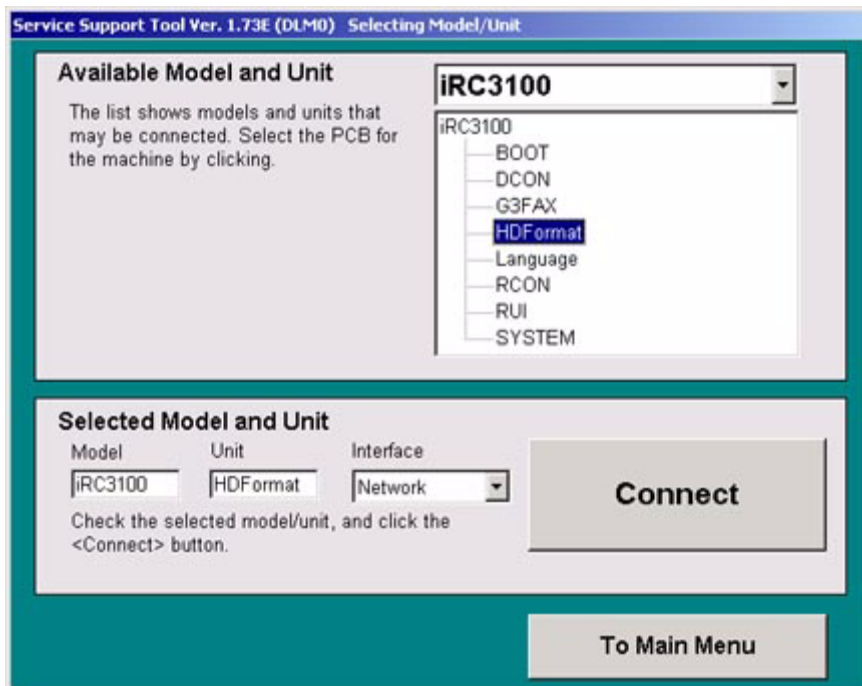 Service Support Tool Ver. 1.73E (DLM0) Selecting Model/Unit
Available Model and Unit
The list shows models and units that
may be connected. Select the PCB for
the machine by clicking.
iRC3100
iRC3100
BOOT
DCON
G3FAX
HDFormat
Language
RCON
RUI
SYSTEM
Selected Model and Unit
Model Unit Interface
iRC3100 HDFormat Network
Check the selected model/unit, and click the
<Connect> button.
Connect
To Main Menu